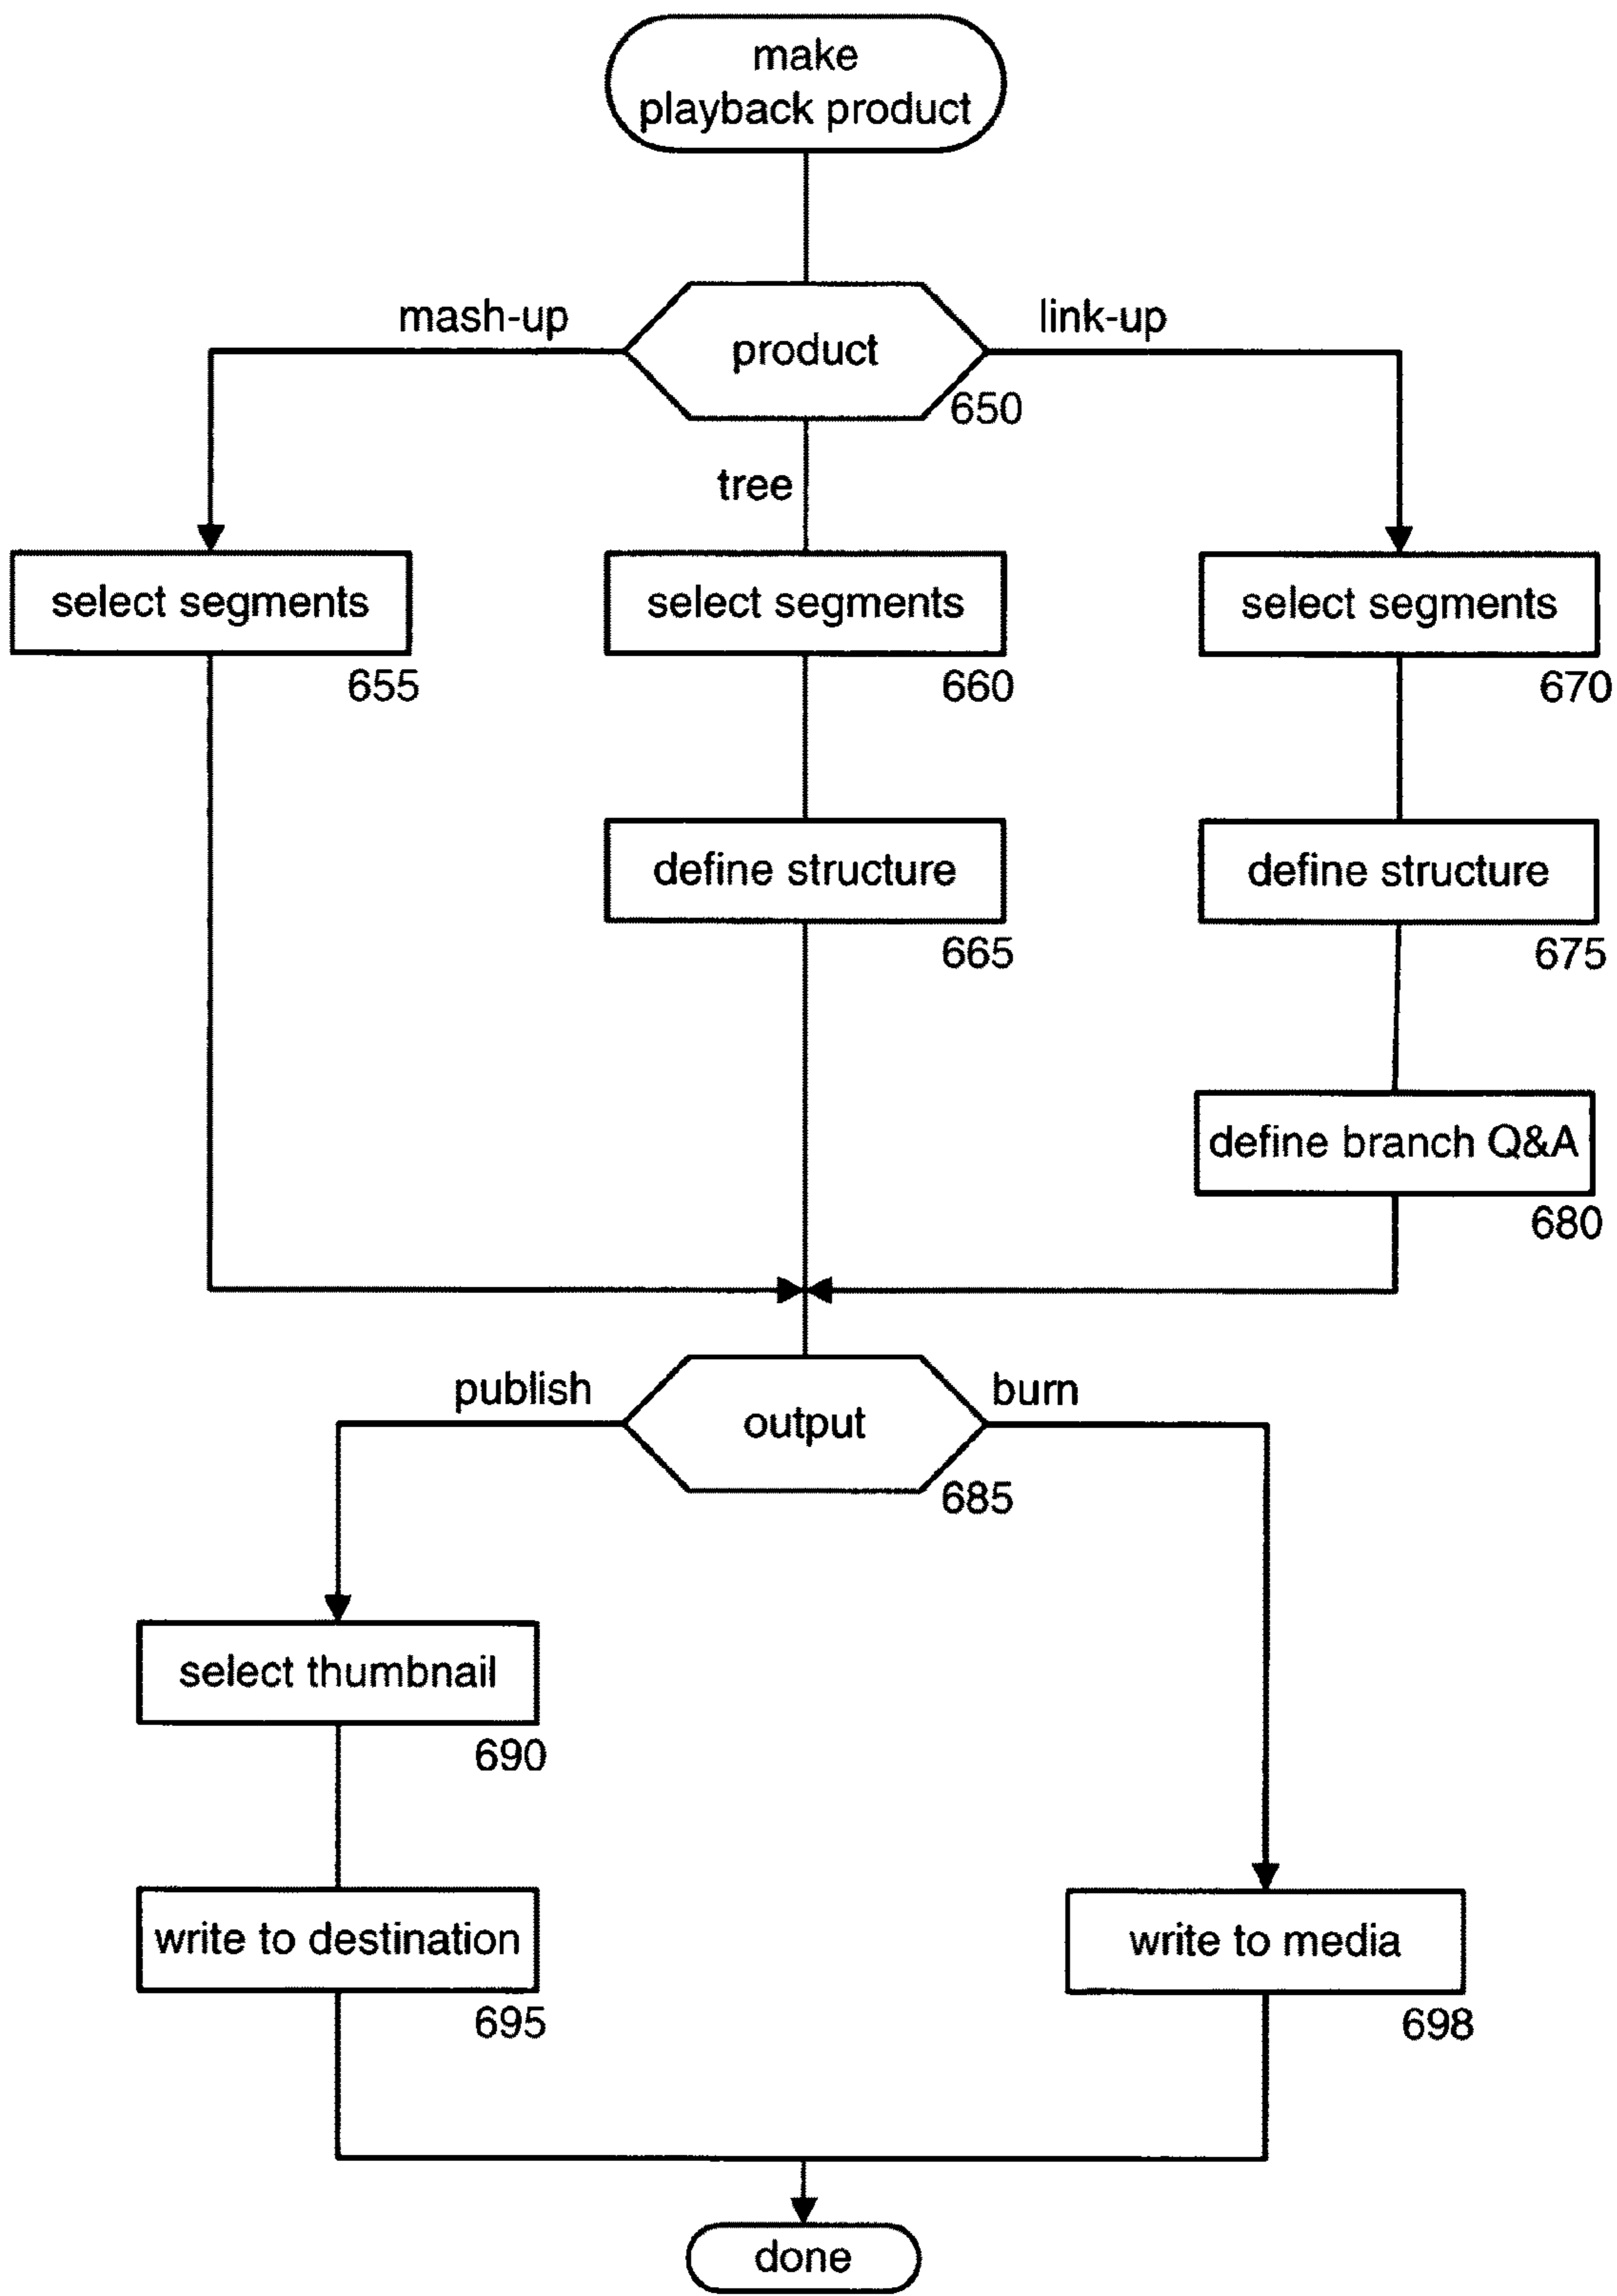 make
playback product
mash-up
link-up
product
650
tree
select segments
select segments
select segments
655
660
670
define structure
define structure
665
675
define branch Q&A
680
publish
burn
output
685
select thumbnail
690
write to destination
write to media
695
698
done